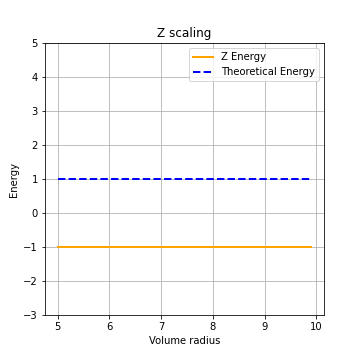 Z scaling
Z Energy
Theoretical Energy
Energy
5
4
3
2
1
0
−1
−2
−3
5 6 7 8 9 10
Volume radius